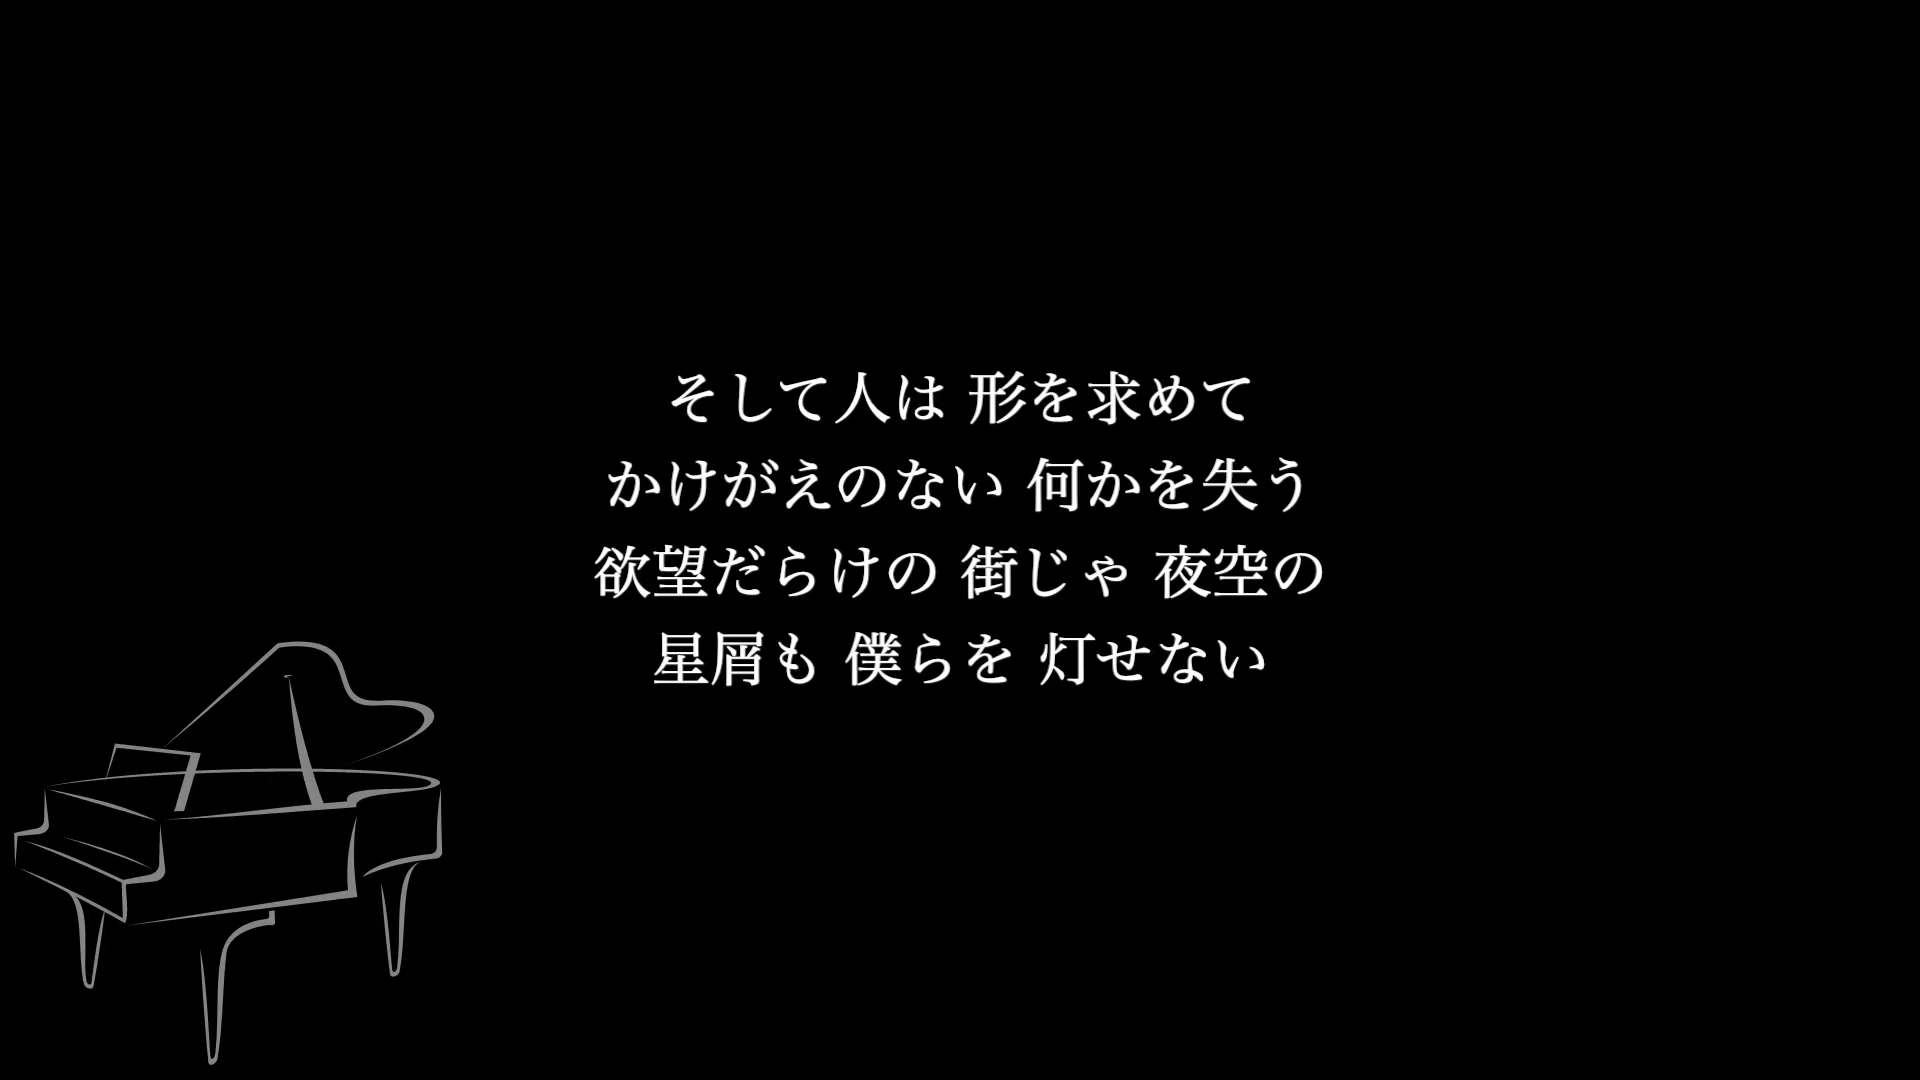 そして人は 形を求めて
かけがえのない 何かを失う
欲望だらけの 街じゃ 夜空の
星屑も 僕らを 灯せない